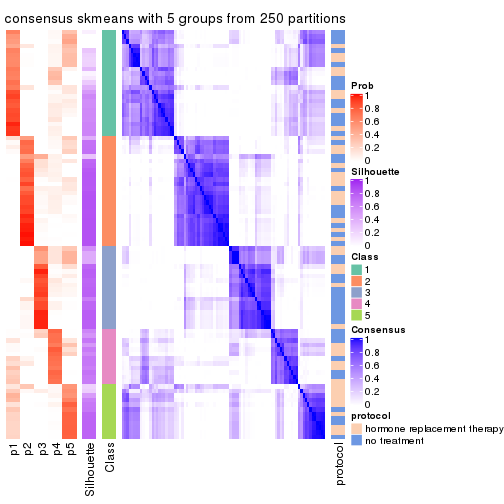 consensus skmeans with 5 groups from 250 partitions
Prob
1
0.8
0.6
0.4
0.2
0
Silhouette
1
0.8
0.6
0.4
0.2
0
Class
1
2
3
4
5
Consensus
1
0.8
0.6
0.4
0.2
0
protocol
hormone replacement therapy
no treatment
p1
p2
p3
p4
p5
Silhouette
Class
protocol